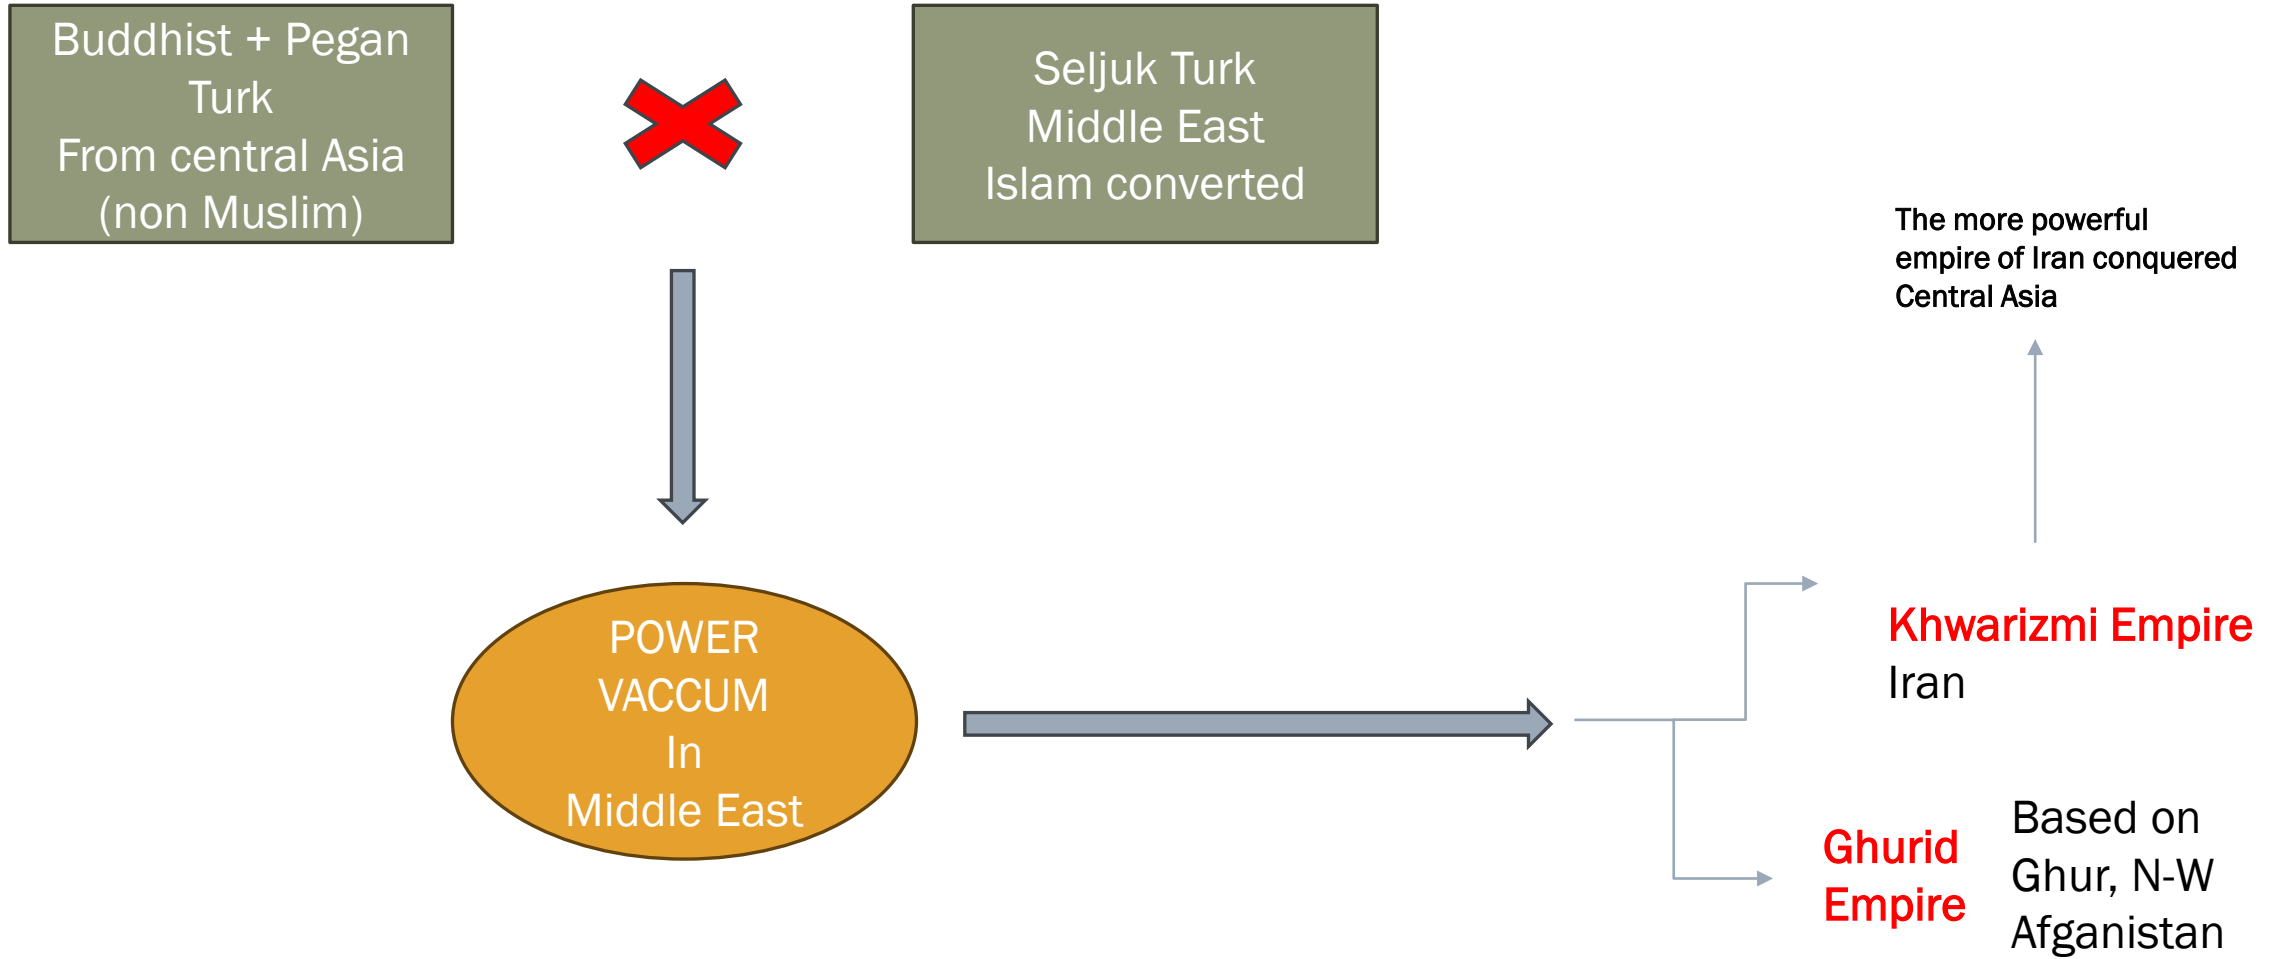 Buddhist + Pegan
Turk
From central Asia
(non Muslim)
Seljuk Turk
Middle East
Islam converted
The more powerful
empire of Iran conquered
Central Asia
POWER
VACCUM
In
Middle East
Khwarizmi Empire
Iran
Ghurid
Empire
Based on
Ghur, N-W
Afganistan